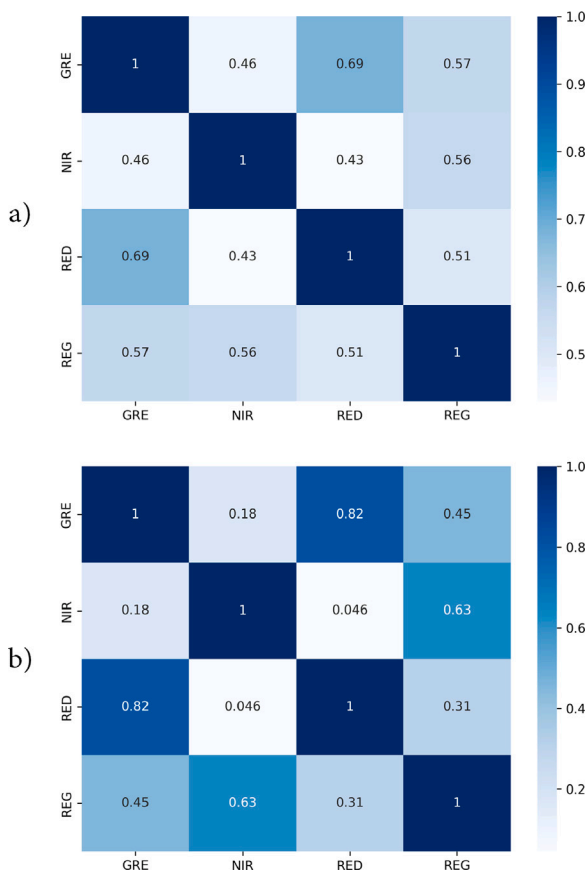 a)
GRE 1 0.46 0.69 0.57
NIR 0.46 1 0.43 0.56
RED 0.69 0.43 1 0.51
REG 0.57 0.56 0.51 1
GRE NIR RED REG
1.0
0.9
0.8
0.7
0.6
0.5
b)
GRE 1 0.18 0.82 0.45
NIR 0.18 1 0.046 0.63
RED 0.82 0.046 1 0.31
REG 0.45 0.63 0.31 1
GRE NIR RED REG
1.0
0.8
0.6
0.4
0.2